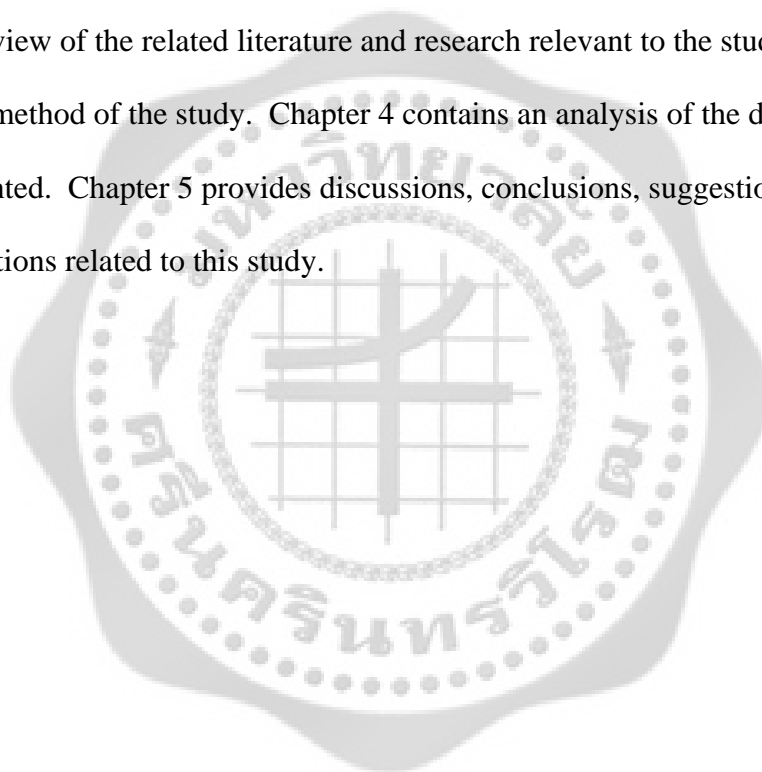 view of the related literature and research relevant to the stud
method of the study.  Chapter 4 contains an analysis of the d
nted.  Chapter 5 provides discussions, conclusions, suggestio
tions related to this study.
มหาวิทยาลัย
ศรีนครินทรวิโรฒ